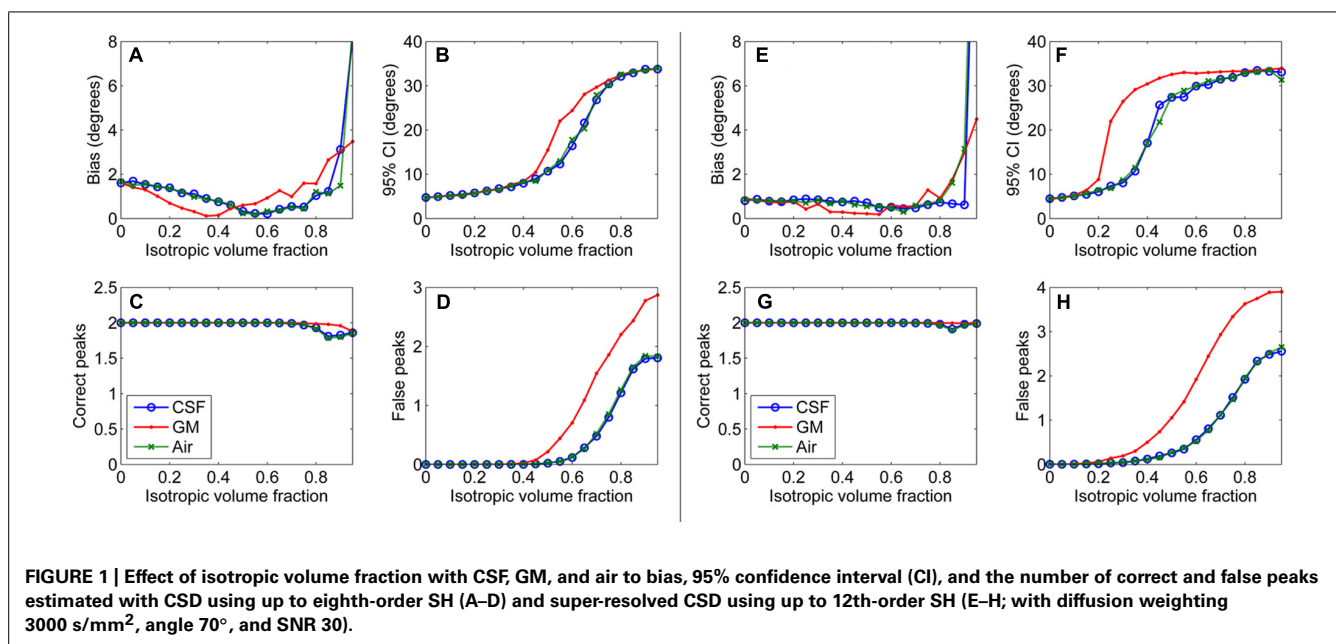 A
Bias (degrees)
8
6
4
2
0
0 0.2 0.4 0.6 0.8
Isotropic volume fraction
B
95% CI (degrees)
40
30
20
10
0
0 0.2 0.4 0.6 0.8
Isotropic volume fraction
E
Bias (degrees)
8
6
4
2
0
0 0.2 0.4 0.6 0.8
Isotropic volume fraction
F
95% CI (degrees)
40
30
20
10
0
0 0.2 0.4 0.6 0.8
Isotropic volume fraction
C
Correct peaks
2.5
2
1.5
1
0.5
0
CSF
GM
Air
0 0.2 0.4 0.6 0.8
Isotropic volume fraction
D
False peaks
3
2
1
0
0 0.2 0.4 0.6 0.8
Isotropic volume fraction
G
Correct peaks
2.5
2
1.5
1
0.5
0
0 0.2 0.4 0.6 0.8
Isotropic volume fraction
H
False peaks
4
3
2
1
0
0 0.2 0.4 0.6 0.8
Isotropic volume fraction
FIGURE 1 | Effect of isotropic volume fraction with CSF, GM, and air to bias, 95% confidence interval (CI), and the number of correct and false peaks
estimated with CSD using up to eighth-order SH (A–D) and super-resolved CSD using up to 12th-order SH (E–H; with diffusion weighting
3000 s/mm², angle 70°, and SNR 30).